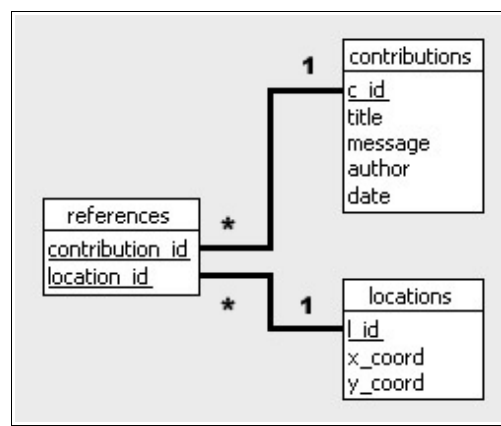 contributions
1
c_id
title
message
author
date
references
*
contribution_id
location_id
*
1
locations
l_id
x_coord
y_coord